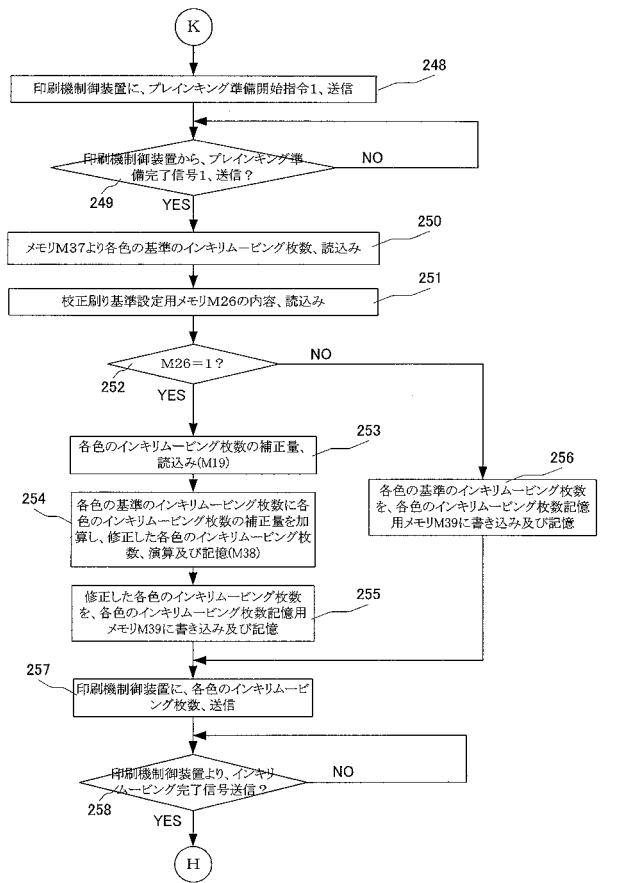 K
印刷機制御装置に、プレインキング準備開始指令1、送信
248
印刷機制御装置から、プレインキング準
備完了信号1、送信？
NO
249
YES
メモリM37より各色の基準のインキリムービング枚数、読込み
250
校正刷り基準設定用メモリM26の内容、読込み
251
M26＝1？
NO
252
YES
各色のインキリムービング枚数の補正量、
読込み(M19)
253
254
各色の基準のインキリムービング枚数に各
色のインキリムービング枚数の補正量を加
算し、修正した各色のインキリムービング枚
数、演算及び記憶(M38)
256
各色の基準のインキリムービング枚数
を、各色のインキリムービング枚数記憶
用メモリM39に書き込み及び記憶
修正した各色のインキリムービング枚数
を、各色のインキリムービング枚数記憶用
メモリM39に書き込み及び記憶
255
257
印刷機制御装置に、各色のインキリムービ
ング枚数、送信
印刷機制御装置より、インキリ
ムービング完了信号送信？
NO
258
YES
H